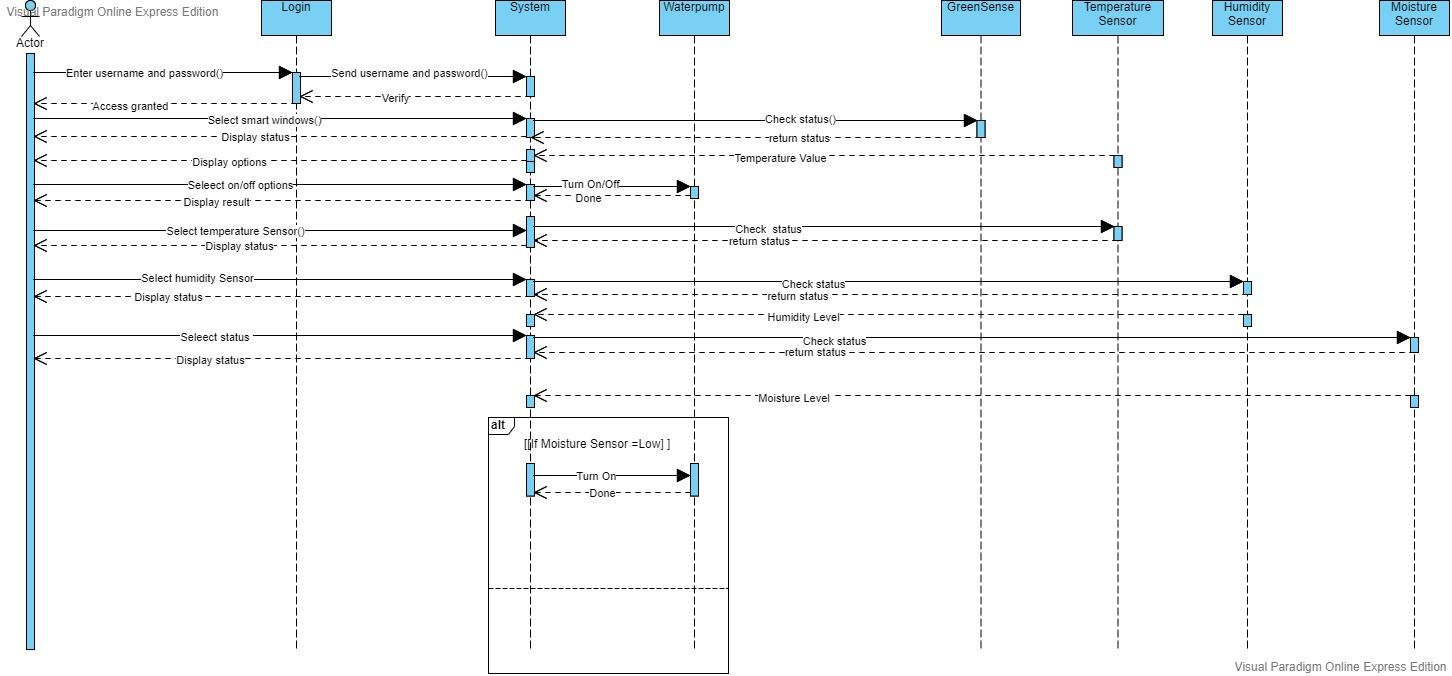 Visual Paradigm Online Express Edition
Login
System
Waterpump
GreenSense
Temperature
Sensor
Humidity
Sensor
Moisture
Sensor
Actor
Enter username and password()
Send username and password()
Verify
Access granted
Select smart windows()
Check status()
Display status
return status
Temperature Value
Display options
Seleect on/off options
Turn On/Off
Done
Display result
Select temperature Sensor()
Check status
Display status
return status
Select humidity Sensor
Check status
Display status
return status
Humidity Level
Seleect status
Check status
return status
Display status
Moisture Level
alt
[[If Moisture Sensor =Low] ]
Turn On
Done
Visual Paradigm Online Express Edition